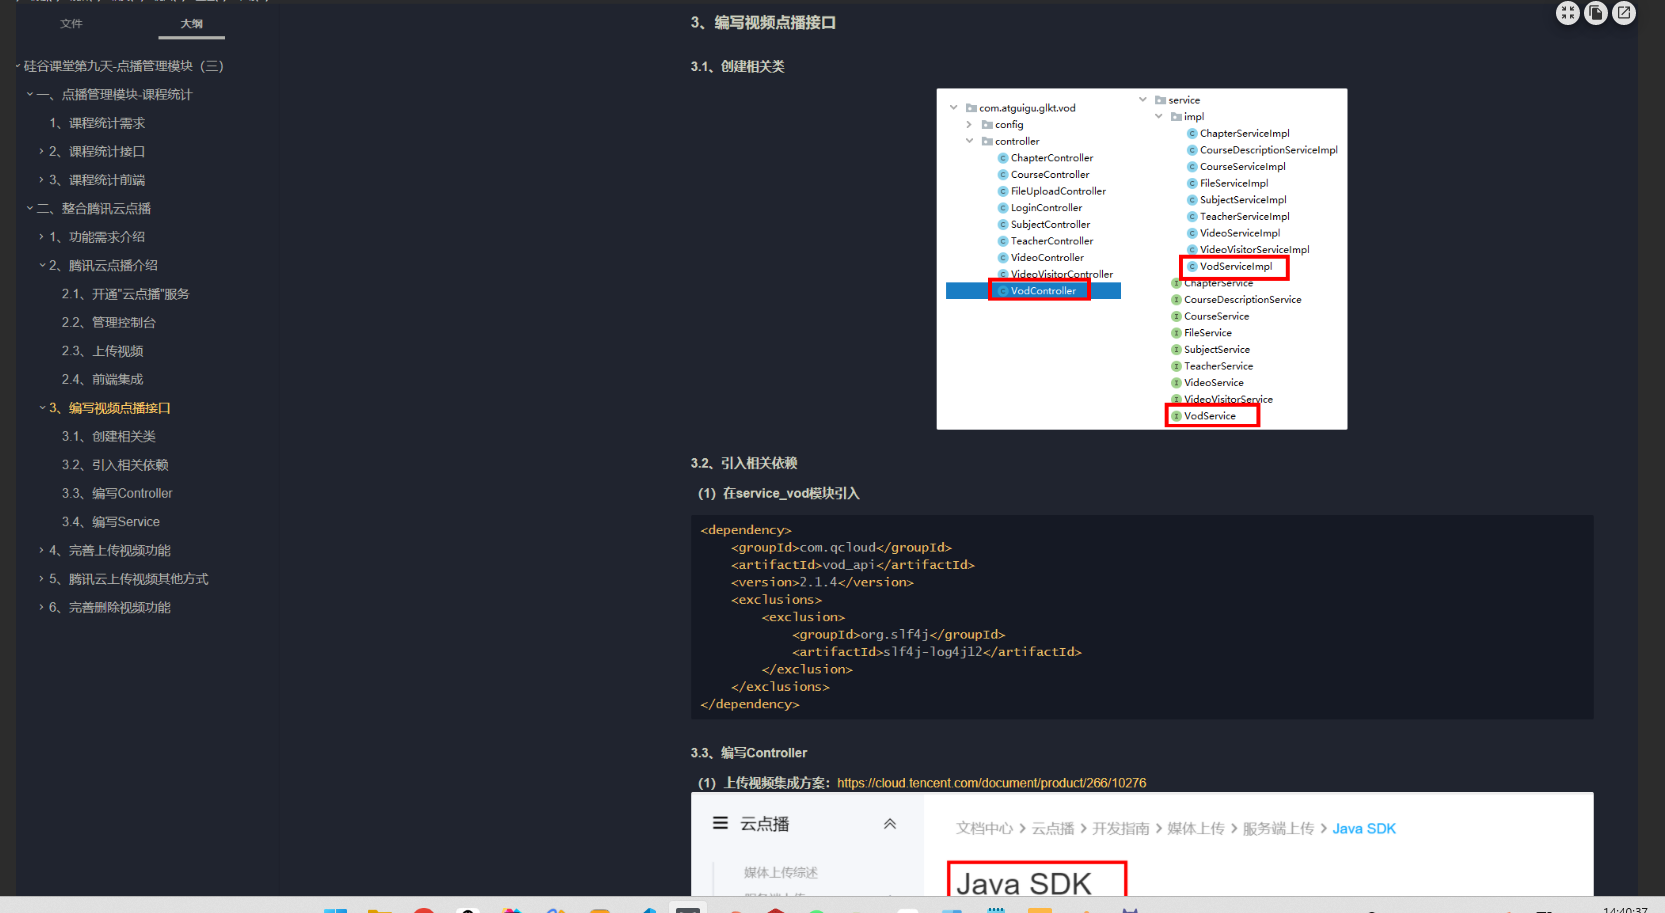 文件
大纲
硅谷课堂第九天-点播管理模块（三）
一、点播管理模块-课程统计
1、课程统计需求
2、课程统计接口
3、课程统计前端
二、整合腾讯云点播
1、功能需求介绍
2、腾讯云点播介绍
2.1、开通"云点播"服务
2.2、管理控制台
2.3、上传视频
2.4、前端集成
3、编写视频点播接口
3.1、创建相关类
3.2、引入相关依赖
3.3、编写Controller
3.4、编写Service
4、完善上传视频功能
5、腾讯云上传视频其他方式
6、完善删除视频功能
3、编写视频点播接口
3.1、创建相关类
com.atguigu.glkt.vod
config
controller
ChapterController
CourseController
FileUploadController
LoginController
SubjectController
TeacherController
VideoController
VideoVisitorController
VodController
service
impl
ChapterServiceImpl
CourseDescriptionServiceImpl
CourseServiceImpl
FileServiceImpl
SubjectServiceImpl
TeacherServiceImpl
VideoServiceImpl
VideoVisitorServiceImpl
VodServiceImpl
ChapterService
CourseDescriptionService
CourseService
FileService
SubjectService
TeacherService
VideoService
VideoVisitorService
VodService
3.2、引入相关依赖
（1）在service_vod模块引入
<dependency>
<groupId>com.qcloud</groupId>
<artifactId>vod_api</artifactId>
<version>2.1.4</version>
<exclusions>
<exclusion>
<groupId>org.slf4j</groupId>
<artifactId>slf4j-log4j12</artifactId>
</exclusion>
</exclusions>
</dependency>
3.3、编写Controller
（1）上传视频集成方案：https://cloud.tencent.com/document/product/266/10276
云点播
媒体上传综述
文档中心 > 云点播 > 开发指南 > 媒体上传 > 服务端上传 > Java SDK
Java SDK
14:40:37